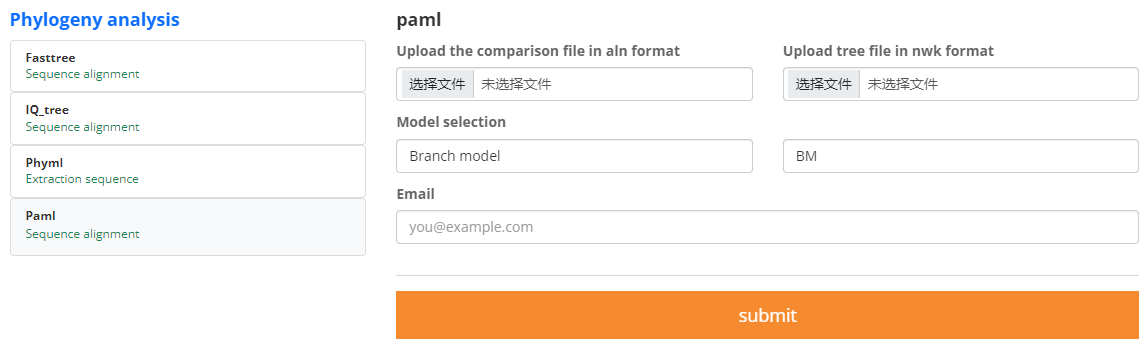 Phylogeny analysis
Fasttree
Sequence alignment
IQ_tree
Sequence alignment
Phyml
Extraction sequence
Paml
Sequence alignment
paml
Upload the comparison file in aln format
选择文件 未选择文件
Upload tree file in nwk format
选择文件 未选择文件
Model selection
Branch model
BM
Email
you@example.com
submit